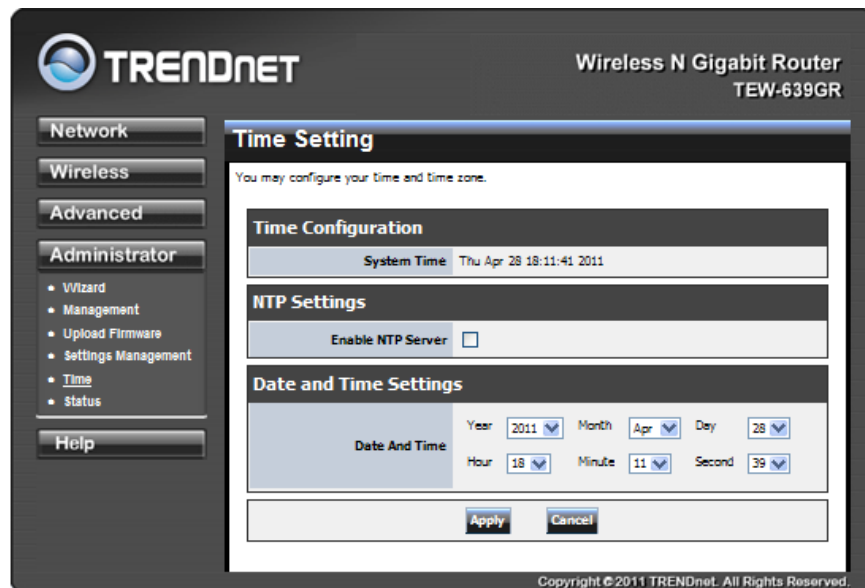 TRENDNET
Wireless N Gigabit Router
TEW-639GR
Network
Wireless
Advanced
Administrator
Wizard
Management
Upload Firmware
Settings Management
Time
Status
Help
Time Setting
You may configure your time and time zone.
Time Configuration
System Time Thu Apr 28 18:11:41 2011
NTP Settings
Enable NTP Server
Date and Time Settings
Date And Time
Year 2011 Month Apr Day 28
Hour 18 Minute 11 Second 39
Apply Cancel
Copyright © 2011 TRENDnet. All Rights Reserved.